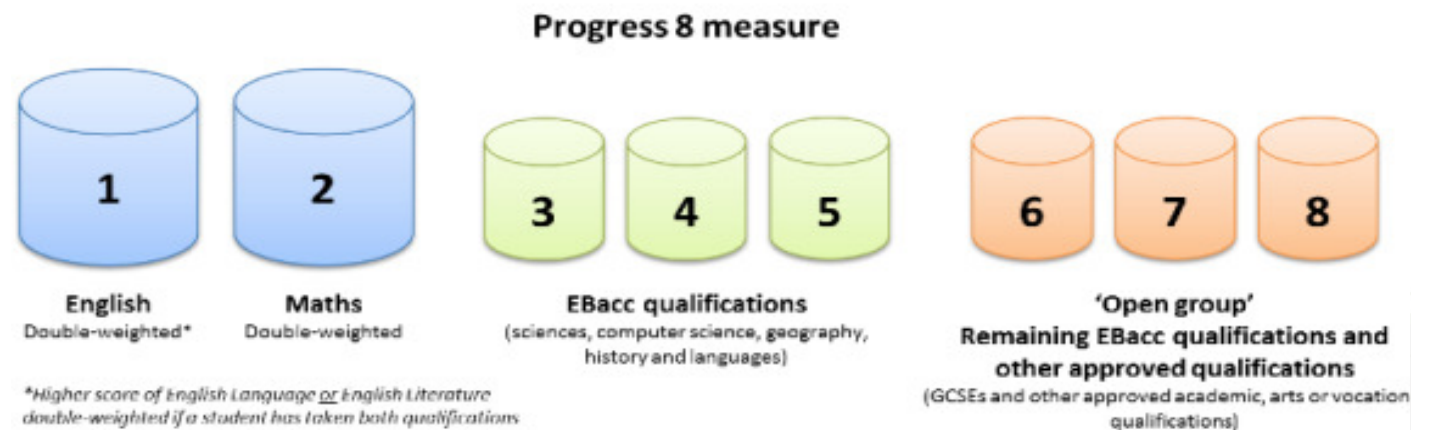 Progress 8 measure
1
2
3
4
5
6
7
8
English
Double-weighted*
Maths
Double-weighted
EBacc qualifications
(sciences, computer science, geography,
history and languages)
‘Open group’
Remaining EBacc qualifications and
other approved qualifications
(GCSEs and other approved academic, arts or vocation
qualifications)
*Higher score of English Language or English Literature
double-weighted if a student has taken both qualifications